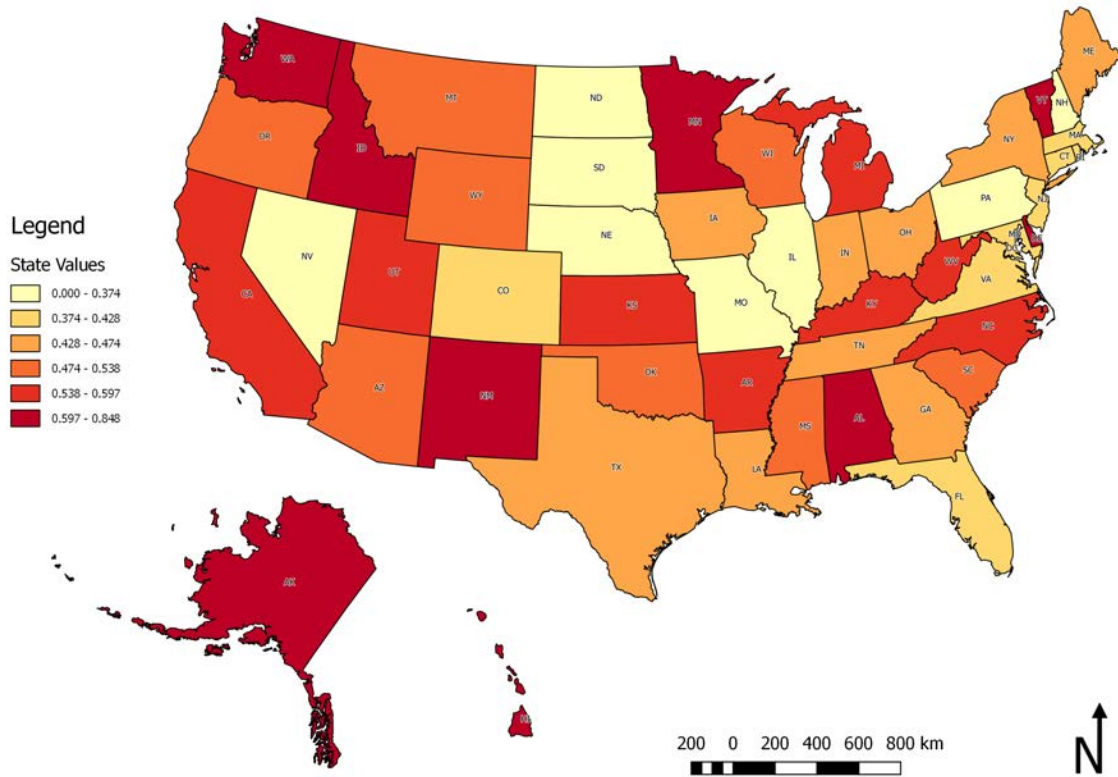 WA
MT
ND
MN
ME
VT
NH
OR
ID
WI
NY
MA
SD
MI
CT
RI
WY
IA
PA
NJ
NE
OH
Legend
NV
IL
IN
MD
DE
DC
State Values
UT
CO
WV
VA
0.000 - 0.374
CA
KS
MO
KY
0.374 - 0.428
NC
0.428 - 0.474
TN
0.474 - 0.538
AZ
OK
AR
SC
0.538 - 0.597
NM
0.597 - 0.848
MS
AL
GA
TX
LA
FL
AK
HI
200 0 200 400 600 800 km
N